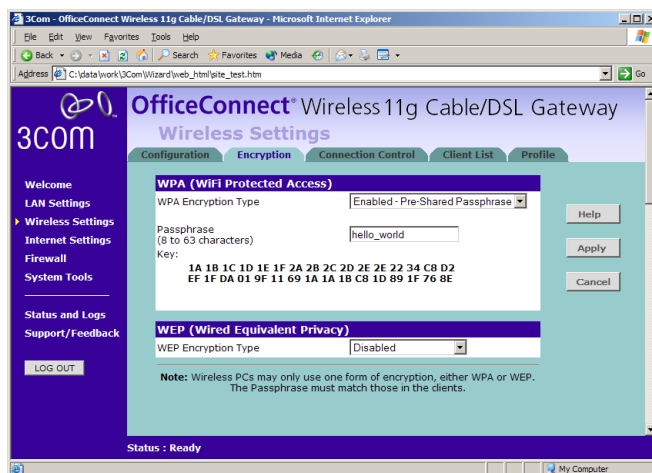 3Com - OfficeConnect Wireless 11g Cable/DSL Gateway - Microsoft Internet Explorer
File Edit View Favorites Tools Help
Back Search Favorites Media
Address C:\data\work\3Com\Wizard\web_html\site_test.htm Go
3COM
OfficeConnect® Wireless 11g Cable/DSL Gateway
Wireless Settings
Configuration Encryption Connection Control Client List Profile
Welcome
LAN Settings
Wireless Settings
Internet Settings
Firewall
System Tools
Status and Logs
Support/Feedback
LOG OUT
WPA (WiFi Protected Access)
WPA Encryption Type Enabled - Pre-Shared Passphrase
Passphrase
(8 to 63 characters) hello_world
Key:
1A 1B 1C 1D 1E 1F 2A 2B 2C 2D 2E 2E 22 34 C8 D2
EF 1F DA 01 9F 11 69 1A 1A 1B C8 1D 89 1F 76 8E
Help
Apply
Cancel
WEP (Wired Equivalent Privacy)
WEP Encryption Type Disabled
Note: Wireless PCs may only use one form of encryption, either WPA or WEP.
The Passphrase must match those in the clients.
Status : Ready
My Computer